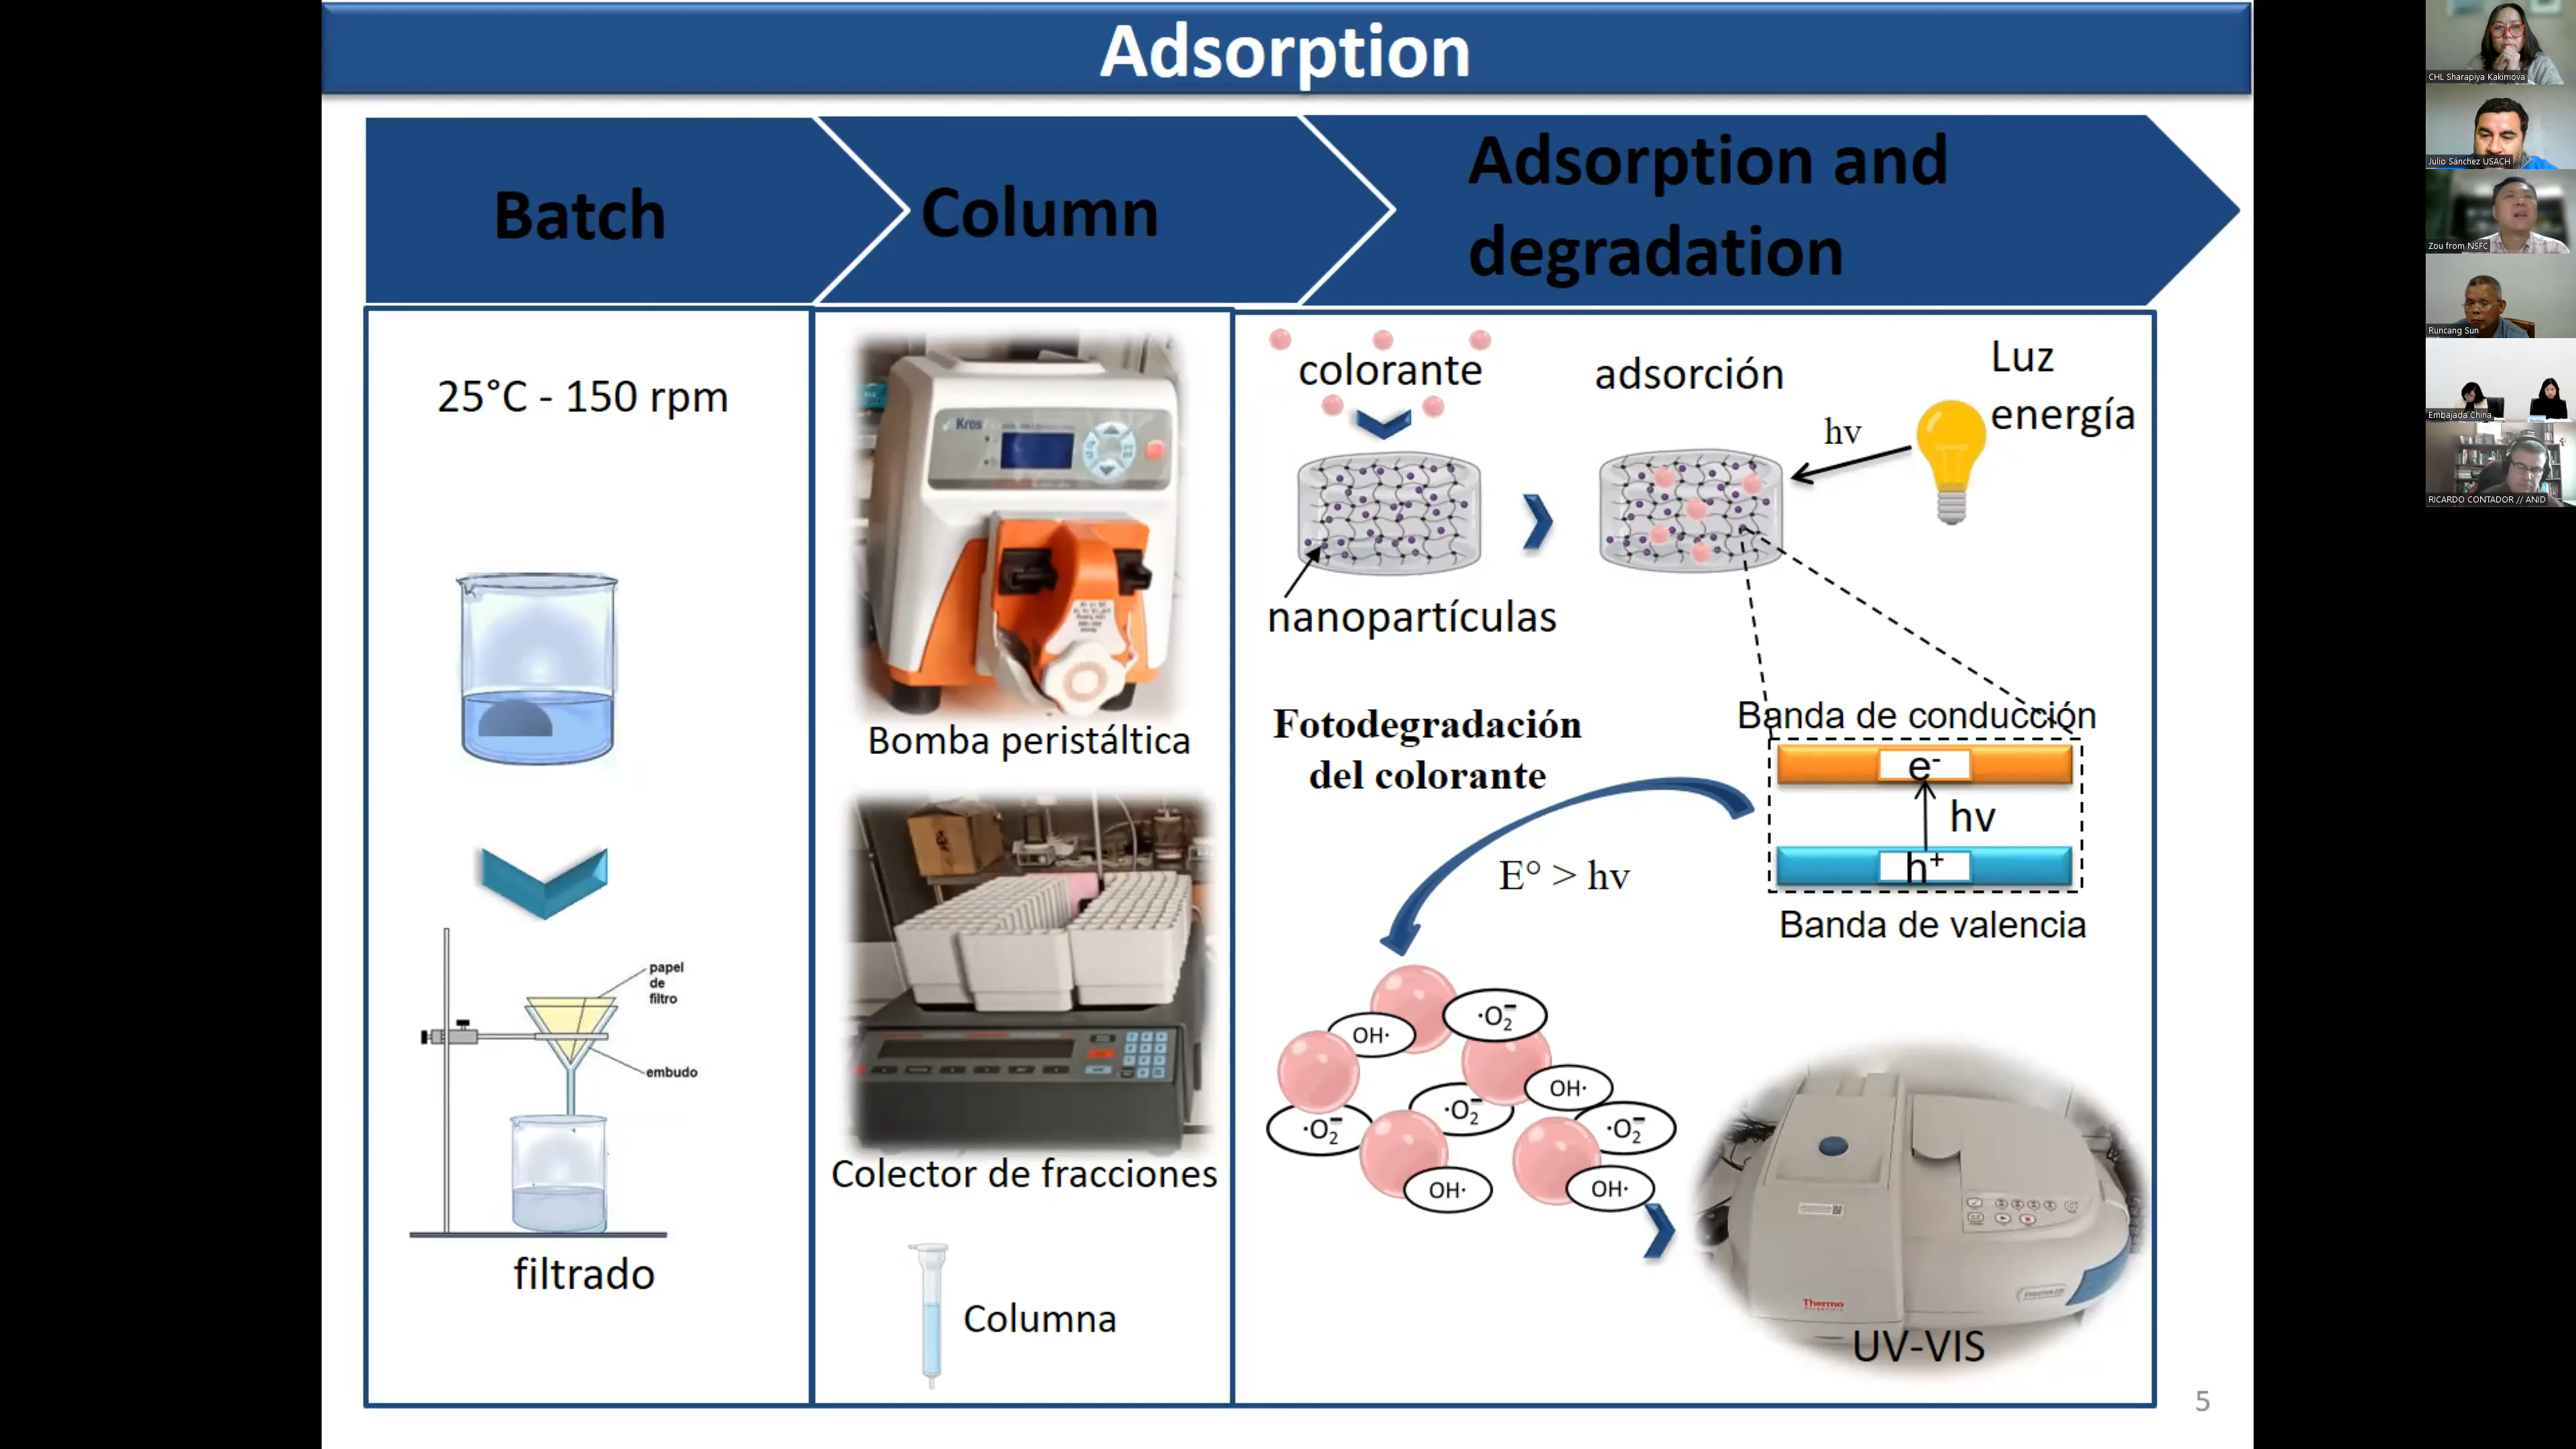 Adsorption
Batch
Column
Adsorption and
degradation
25°C - 150 rpm
papel
de
filtro
embudo
filtrado
Kros
Bomba peristáltica
Colector de fracciones
Columna
colorante
adsorción
Luz
energía
hv
nanopartículas
Fotodegradación
del colorante
Banda de conducción
e-
hv
h+
Banda de valencia
E° > hv
OH·
·O₂⁻
·O₂⁻
·O₂⁻
OH·
·O₂⁻
OH·
OH·
Thermo
UV-VIS
5
CHL Sharapiya Kakimova
Julio Sánchez USACH
Zou from NSFC
Runcang Sun
Embajada China
RICARDO CONTADOR // ANID